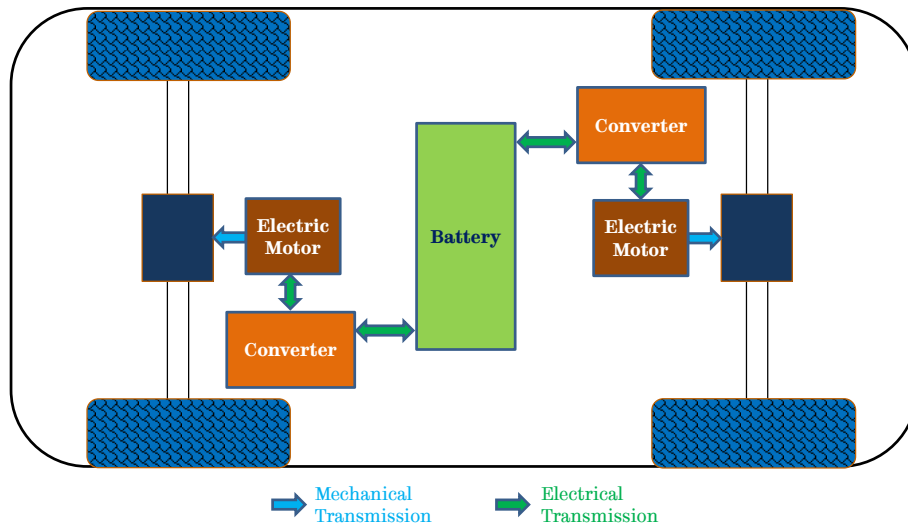 Converter
Electric
Motor
Battery
Electric
Motor
Converter
Mechanical
Transmission
Electrical
Transmission